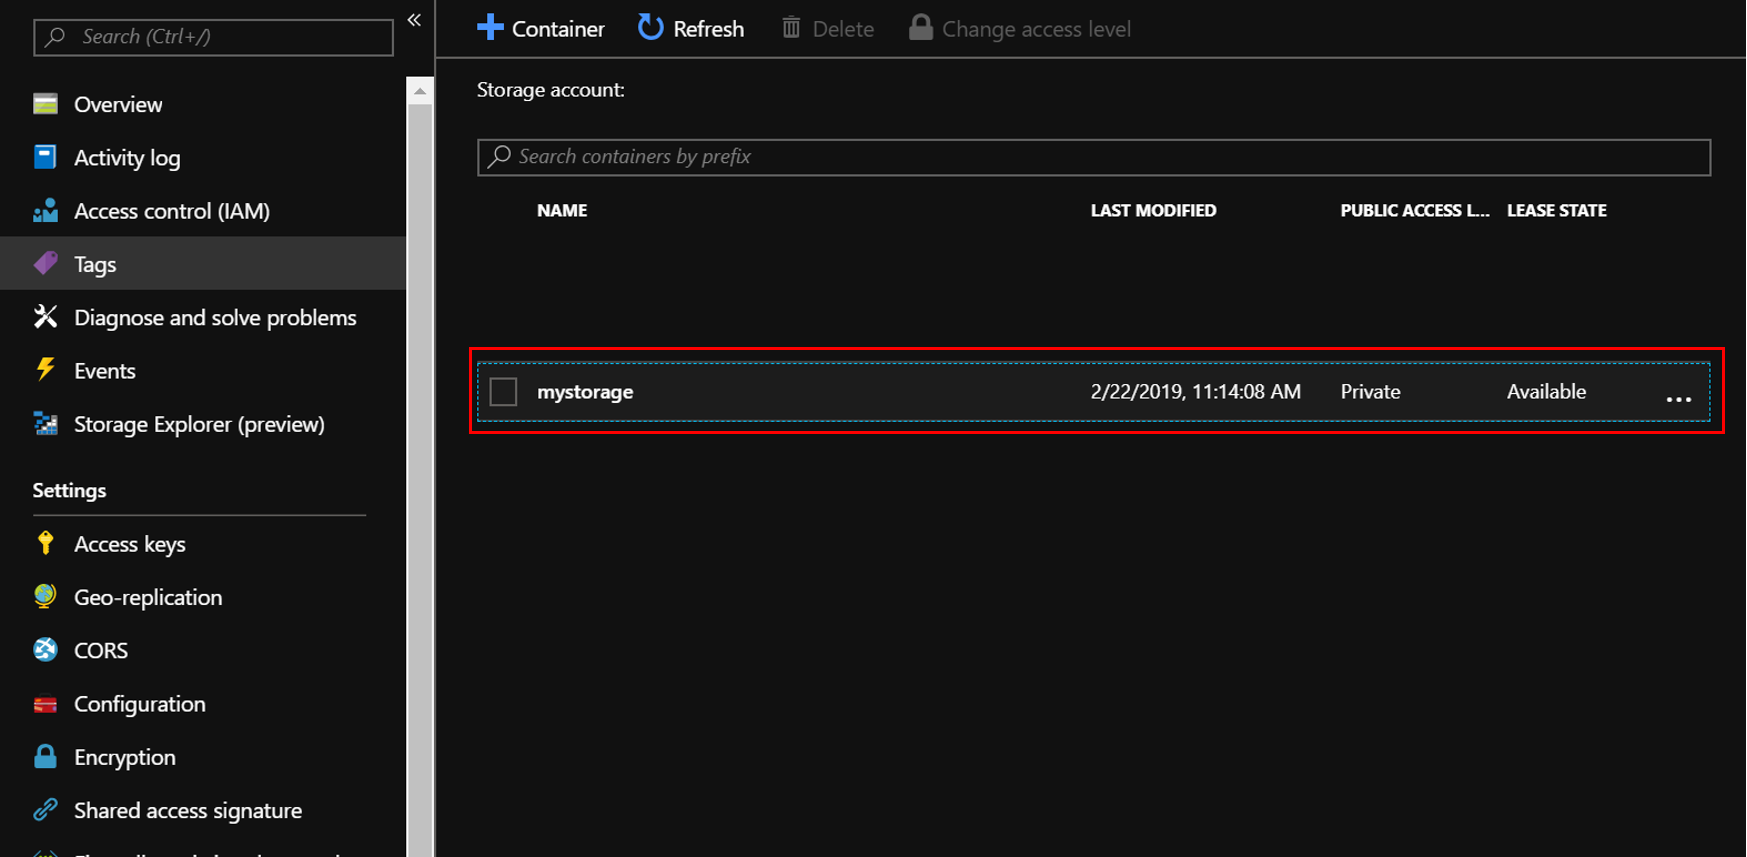 Search (Ctrl+/)
«
Overview
Activity log
Access control (IAM)
Tags
Diagnose and solve problems
Events
Storage Explorer (preview)
Settings
Access keys
Geo-replication
CORS
Configuration
Encryption
Shared access signature
Container
Refresh
Delete
Change access level
Storage account:
Search containers by prefix
NAME LAST MODIFIED PUBLIC ACCESS L... LEASE STATE
mystorage 2/22/2019, 11:14:08 AM Private Available ...